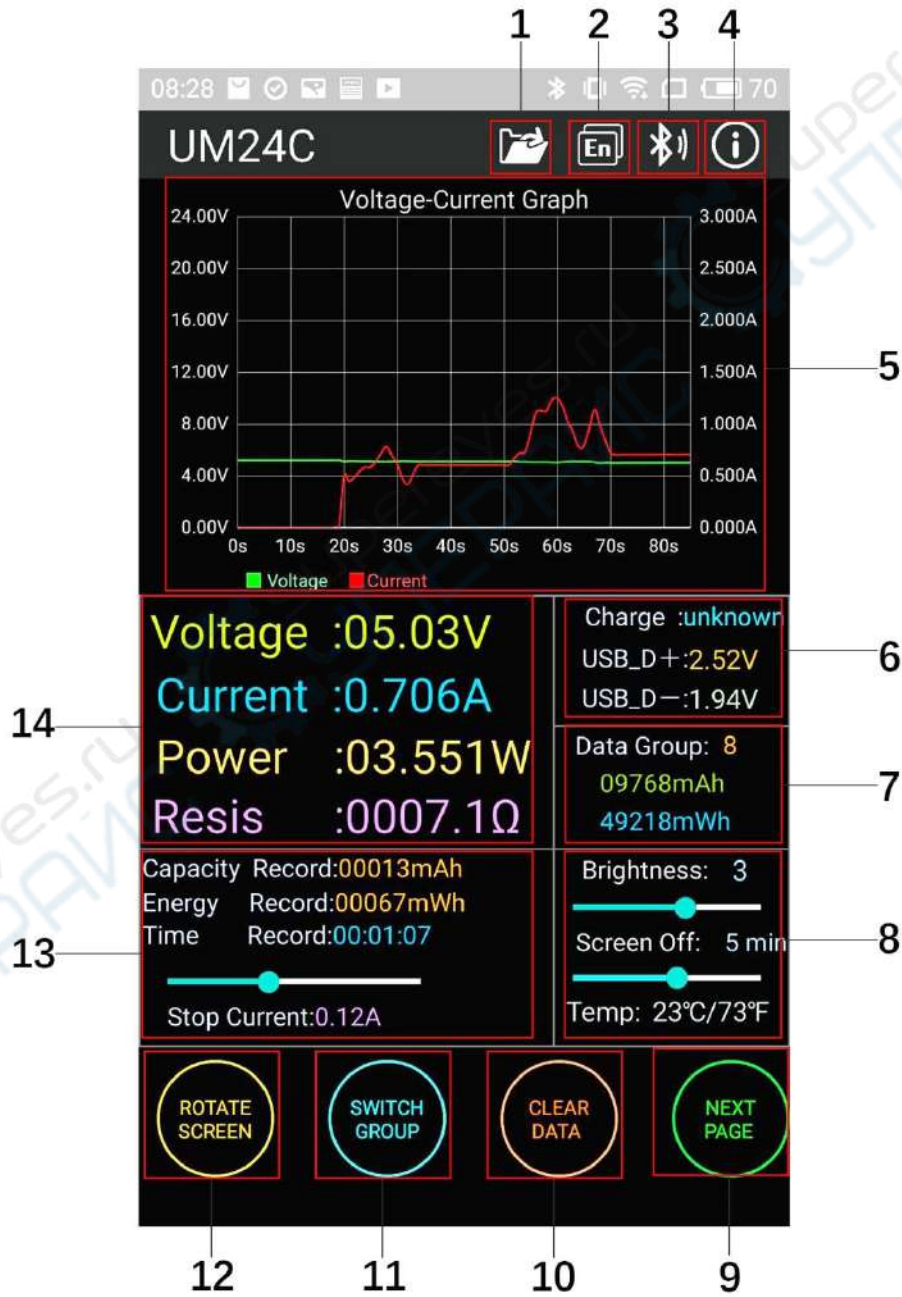 1 2 3 4
08:28 70
UM24C En
Voltage-Current Graph
24.00V 3.000A
20.00V 2.500A
16.00V 2.000A
12.00V 1.500A
5
8.00V 1.000A
4.00V 0.500A
0.00V 0.000A
0s 10s 20s 30s 40s 50s 60s 70s 80s
Voltage Current
Voltage :05.03V
Current :0.706A
Power :03.551W
Resis :0007.1Ω
14
Charge :unknown
USB_D+:2.52V
USB_D-:1.94V
6
Data Group: 8
09768mAh
49218mWh
7
Capacity Record:00013mAh
Energy Record:00067mWh
Time Record:00:01:07
Stop Current:0.12A
13
Brightness: 3
Screen Off: 5 min
Temp: 23℃/73℉
8
ROTATE
SCREEN
SWITCH
GROUP
CLEAR
DATA
NEXT
PAGE
12 11 10 9